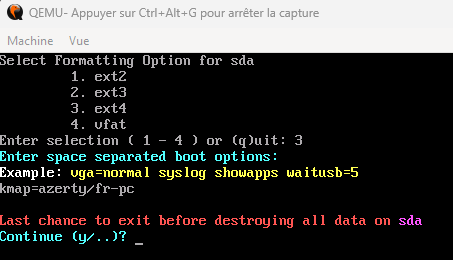 QEMU- Appuyer sur Ctrl+Alt+G pour arrêter la capture
Machine Vue
Select Formatting Option for sda
1. ext2
2. ext3
3. ext4
4. vfat
Enter selection ( 1 - 4 ) or (q)uit: 3
Enter space separated boot options:
Example: vga=normal syslog showapps waitusb=5
kmap=azerty/fr-pc
Last chance to exit before destroying all data on sda
Continue (y/..)? _